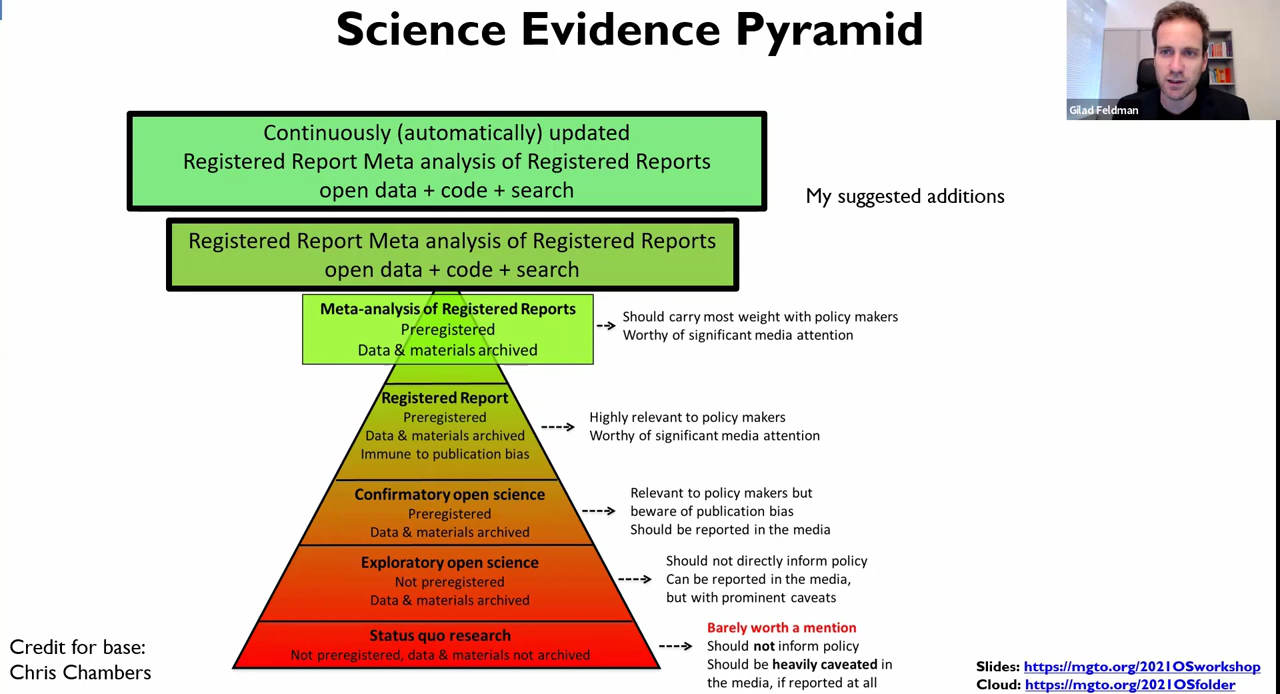 Science Evidence Pyramid
Gilad Feldman
Continuously (automatically) updated
Registered Report Meta analysis of Registered Reports
open data + code + search
My suggested additions
Registered Report Meta analysis of Registered Reports
open data + code + search
Meta-analysis of Registered Reports
Preregistered
Data & materials archived
Should carry most weight with policy makers
Worthy of significant media attention
Registered Report
Preregistered
Data & materials archived
Immune to publication bias
Highly relevant to policy makers
Worthy of significant media attention
Confirmatory open science
Preregistered
Data & materials archived
Relevant to policy makers but
beware of publication bias
Should be reported in the media
Exploratory open science
Not preregistered
Data & materials archived
Should not directly inform policy
Can be reported in the media,
but with prominent caveats
Status quo research
Not preregistered, data & materials not archived
Barely worth a mention
Should not inform policy
Should be heavily caveated in
the media, if reported at all
Credit for base:
Chris Chambers
Slides: https://mgto.org/2021OSworkshop
Cloud: https://mgto.org/2021OSfolder